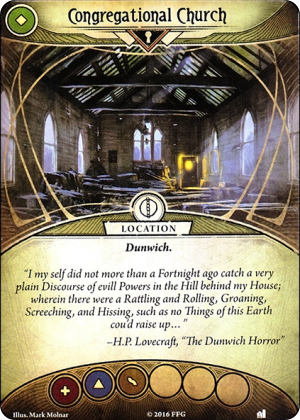 Congregational Church
LOCATION
Dunwich.
“I my self did not more than a Fortnight ago catch a very
plain Discourse of evill Powers in the Hill behind my House;
wherein there were a Rattling and Rolling, Groaning,
Screeching, and Hissing, such as no Things of this Earth
cou’d raise up…”
–H.P. Lovecraft, “The Dunwich Horror”
Illus. Mark Molnar
© 2016 FFG